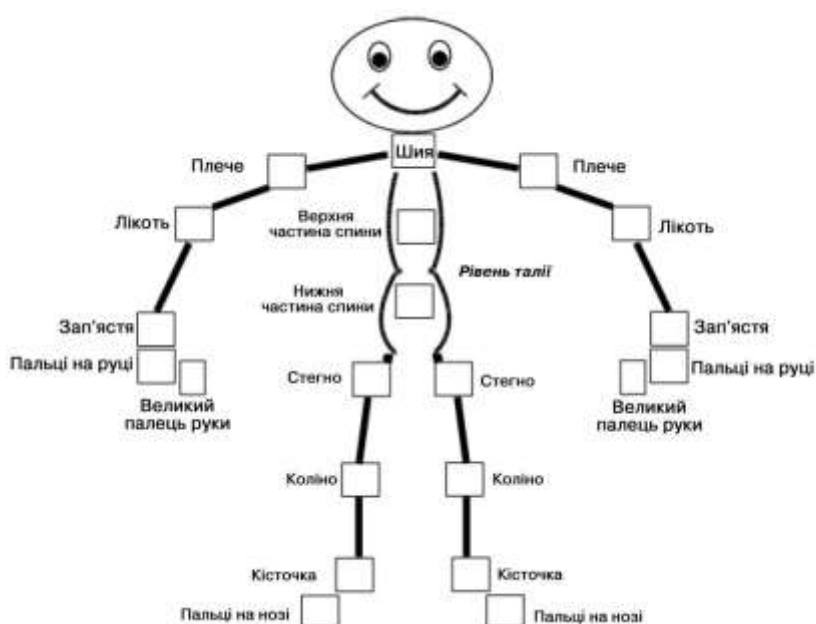 Шия
Плече
Плече
Лікоть
Лікоть
Верхня
частина спини
Рівень талії
Нижня
частина спини
Зап'ястя
Зап'ястя
Пальці на руці
Пальці на руці
Стегно
Стегно
Великий
палець руки
Великий
палець руки
Коліно
Коліно
Кісточка
Кісточка
Пальці на нозі
Пальці на нозі